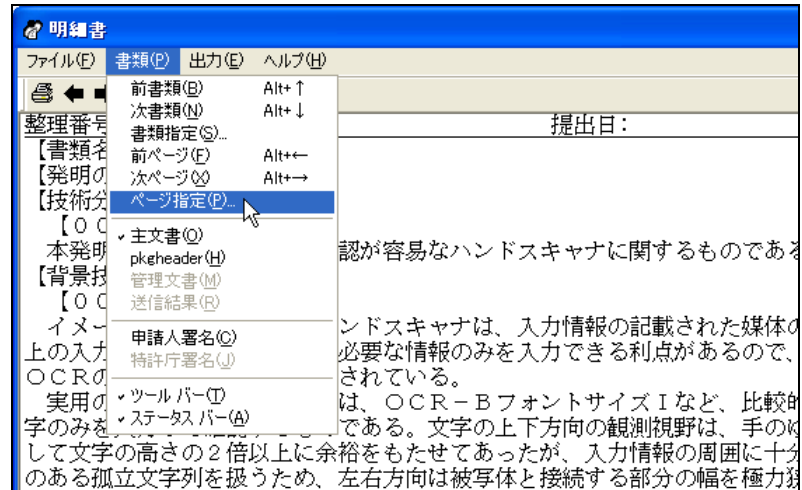 明細書
ファイル(F) 書類(P) 出力(E) ヘルプ(H)
前書類(B) Alt+↑
次書類(N) Alt+↓
書類指定(S)...
前ページ(F) Alt+←
次ページ(X) Alt+→
ページ指定(P)...
主文書(O)
pkgheader(H)
管理文書(M)
送信結果(R)
申請人署名(C)
特許庁署名(J)
ツール バー(T)
ステータス バー(A)
整理番号 提出日:
【書類名
【発明の
【技術分
【00
本発明 認が容易なハンドスキャナに関するものである
【背景技
【00
イメー ンドスキャナは、入力情報の記載された媒体の
上の入力 必要な情報のみを入力できる利点があるので、
OCRの されている。
実用の は、OCR-BフォントサイズIなど、比較的
字のみを である。文字の上下方向の観測視野は、手のゆ
して文字の高さの2倍以上に余裕をもたせてあったが、入力情報の周囲に十分
のある孤立文字列を扱うため、左右方向は被写体と接続する部分の幅を極力狭